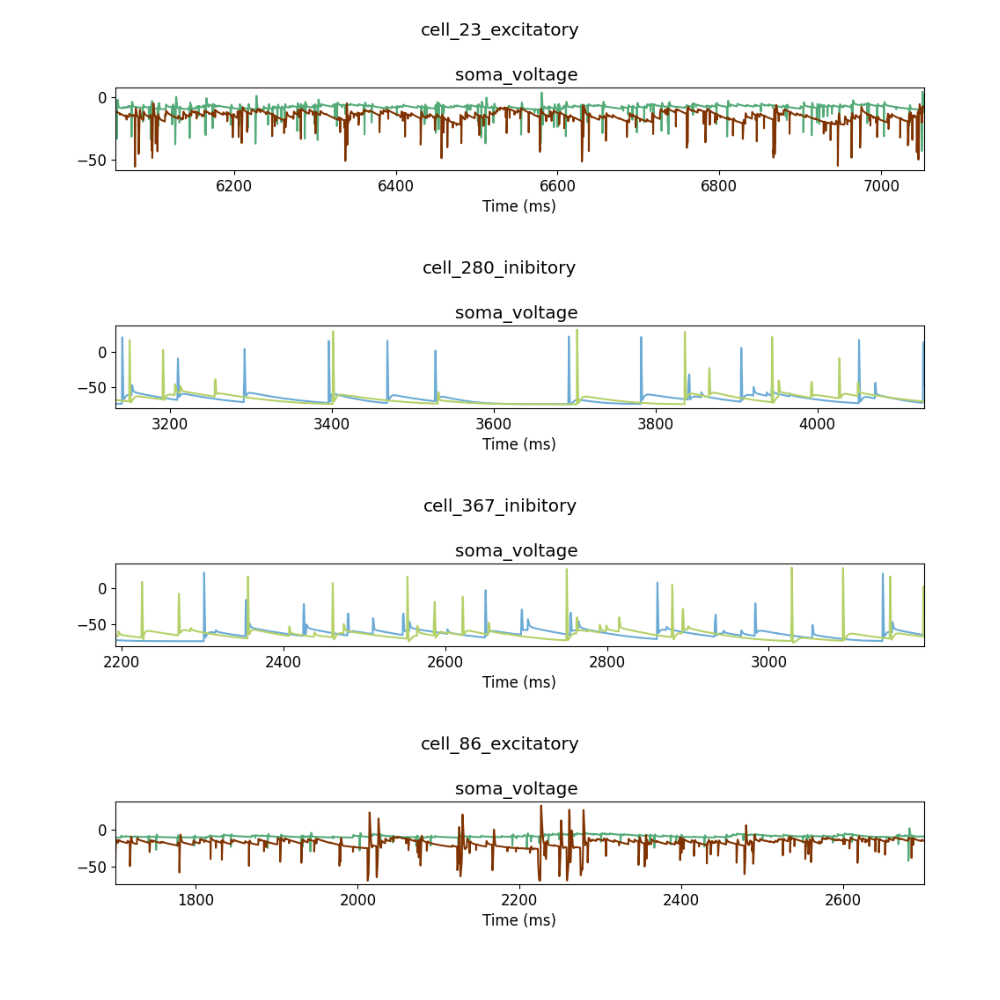 cell_23_excitatory
soma_voltage
0
−50
6200 6400 6600 6800 7000
Time (ms)
cell_280_inibitory
soma_voltage
0
−50
3200 3400 3600 3800 4000
Time (ms)
cell_367_inibitory
soma_voltage
0
−50
2200 2400 2600 2800 3000
Time (ms)
cell_86_excitatory
soma_voltage
0
−50
1800 2000 2200 2400 2600
Time (ms)